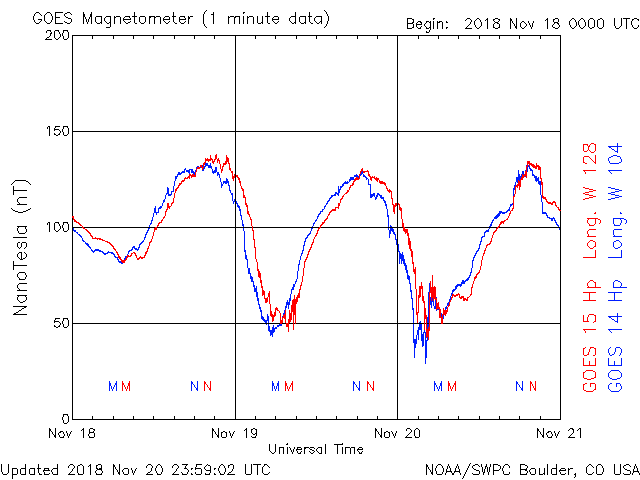 GOES Magnetometer (1 minute data)
Begin: 2018 Nov 18 0000 UTC
200
150
100
50
0
NanoTesla (nT)
M M N N M M N N M M N N
Nov 18 Nov 19 Nov 20 Nov 21
Universal Time
GOES 15 Hp Long. W 128
GOES 14 Hp Long. W 104
Updated 2018 Nov 20 23:59:02 UTC
NOAA/SWPC Boulder, CO USA